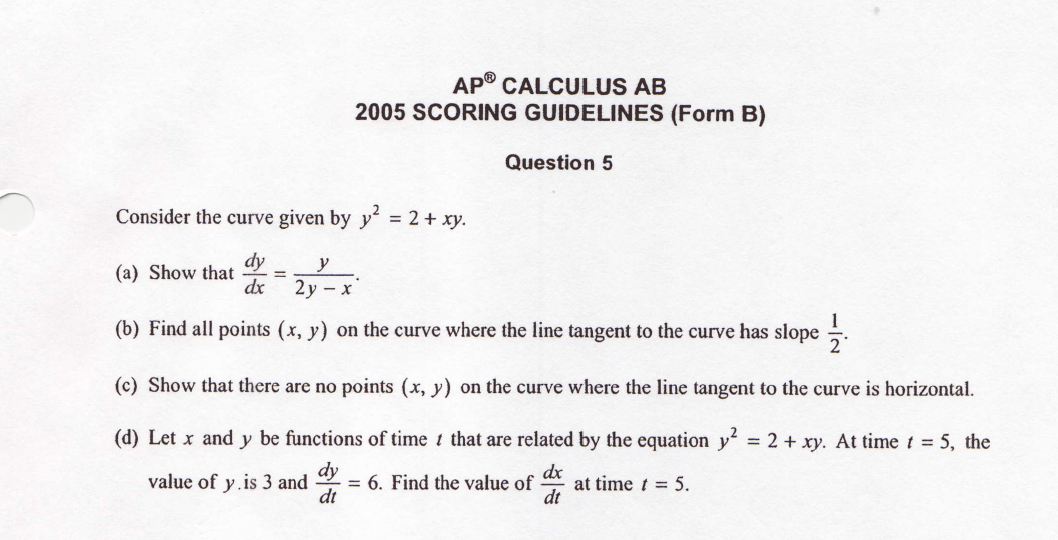 AP® CALCULUS AB
2005 SCORING GUIDELINES (Form B)
Question 5
Consider the curve given by y² = 2 + xy.
(a) Show that dy/dx = y/(2y − x).
(b) Find all points (x, y) on the curve where the line tangent to the curve has slope 1/2.
(c) Show that there are no points (x, y) on the curve where the line tangent to the curve is horizontal.
(d) Let x and y be functions of time t that are related by the equation y² = 2 + xy. At time t = 5, the
value of y is 3 and dy/dt = 6. Find the value of dx/dt at time t = 5.